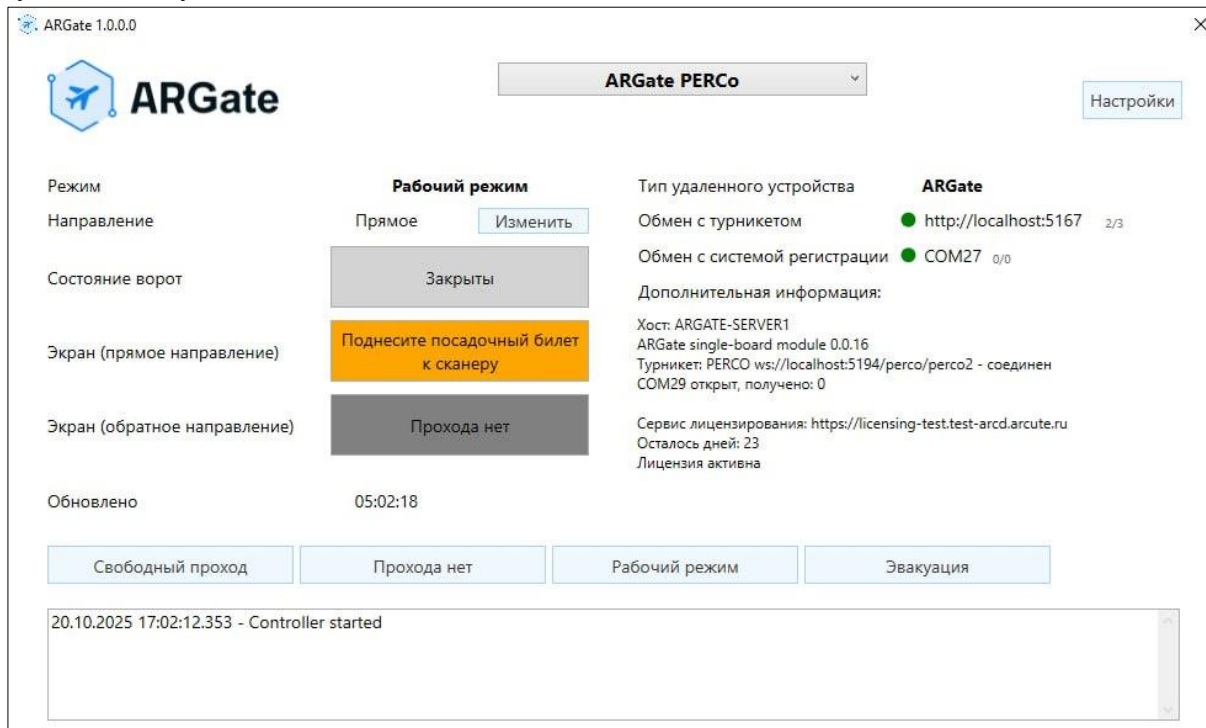 ARGate 1.0.0.0
ARGate
ARGate PERCo
Настройки
Режим
Рабочий режим
Направление
Прямое
Изменить
Состояние ворот
Закрыты
Экран (прямое направление)
Поднесите посадочный билет
к сканеру
Экран (обратное направление)
Прохода нет
Обновлено
05:02:18
Тип удаленного устройства
ARGate
Обмен с турникетом
http://localhost:5167
2/3
Обмен с системой регистрации
COM27
0/0
Дополнительная информация:
Хост: ARGATE-SERVER1
ARGate single-board module 0.0.16
Турникет: PERCO ws://localhost:5194/perco/perco2 - соединен
COM29 открыт, получено: 0
Сервис лицензирования: https://licensing-test.test-arcd.arcute.ru
Осталось дней: 23
Лицензия активна
Свободный проход
Прохода нет
Рабочий режим
Эвакуация
20.10.2025 17:02:12.353 - Controller started